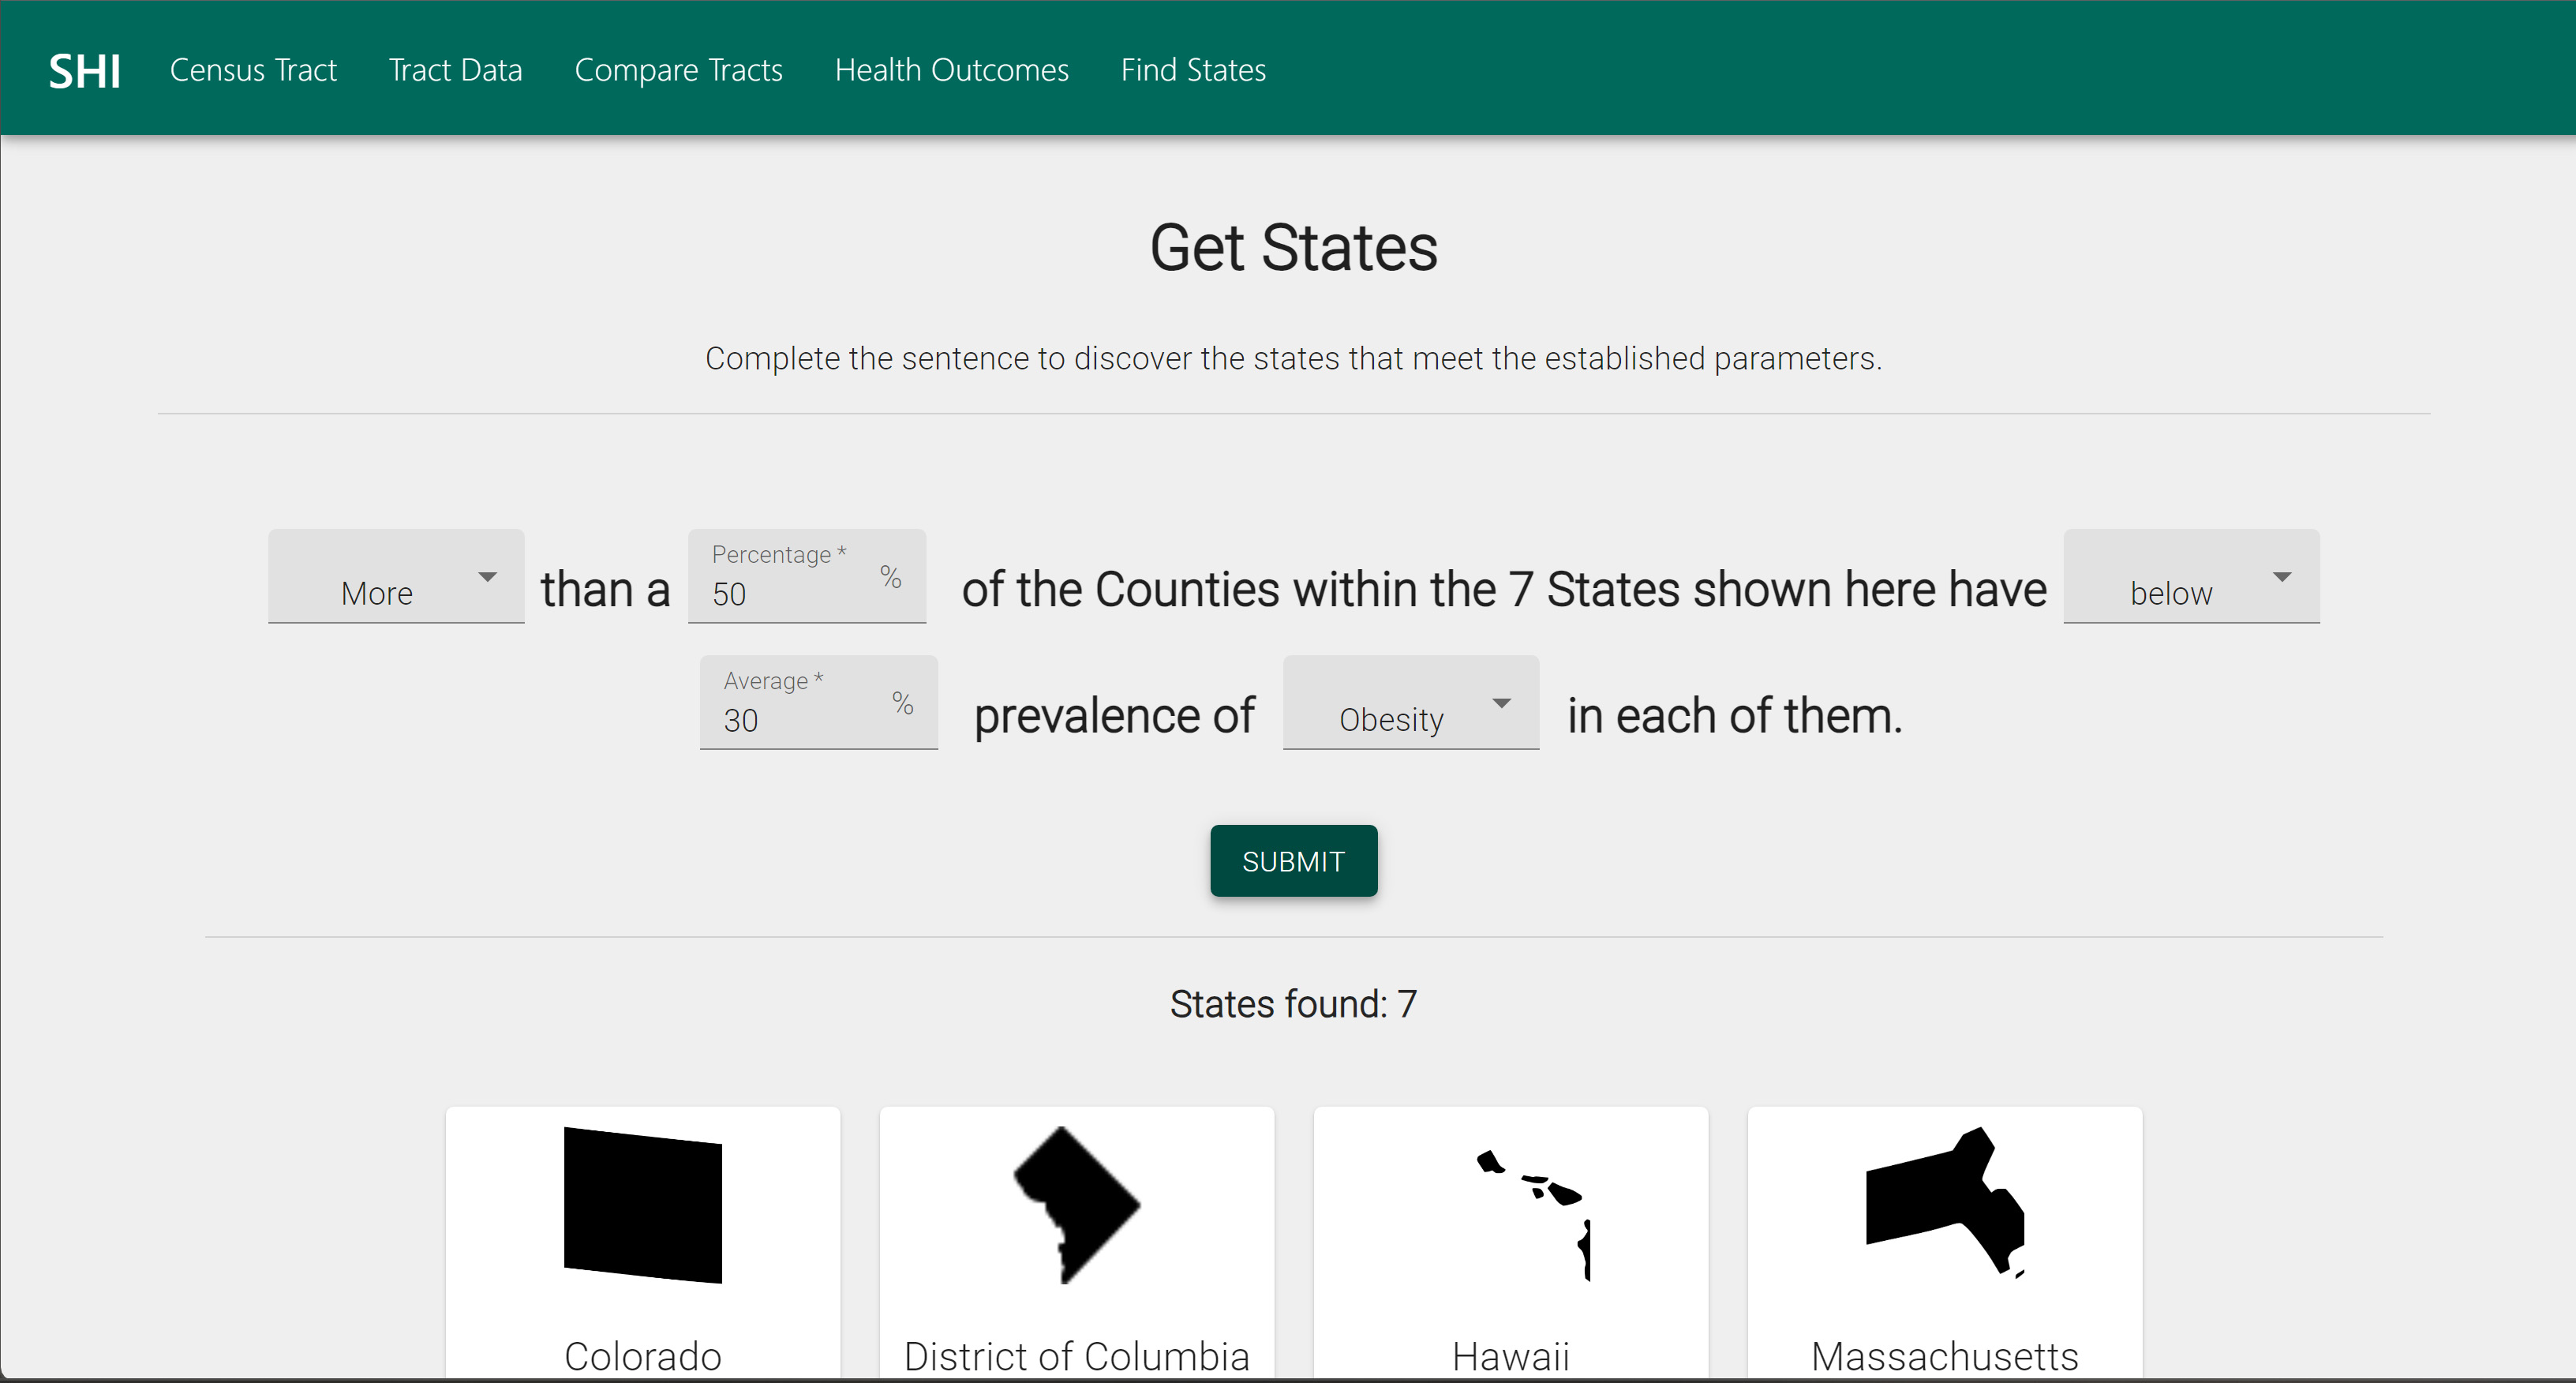 SHI Census Tract Tract Data Compare Tracts Health Outcomes Find States
Get States
Complete the sentence to discover the states that meet the established parameters.
More than a Percentage * 50 % of the Counties within the 7 States shown here have below
Average * 30 % prevalence of Obesity in each of them.
SUBMIT
States found: 7
Colorado District of Columbia Hawaii Massachusetts